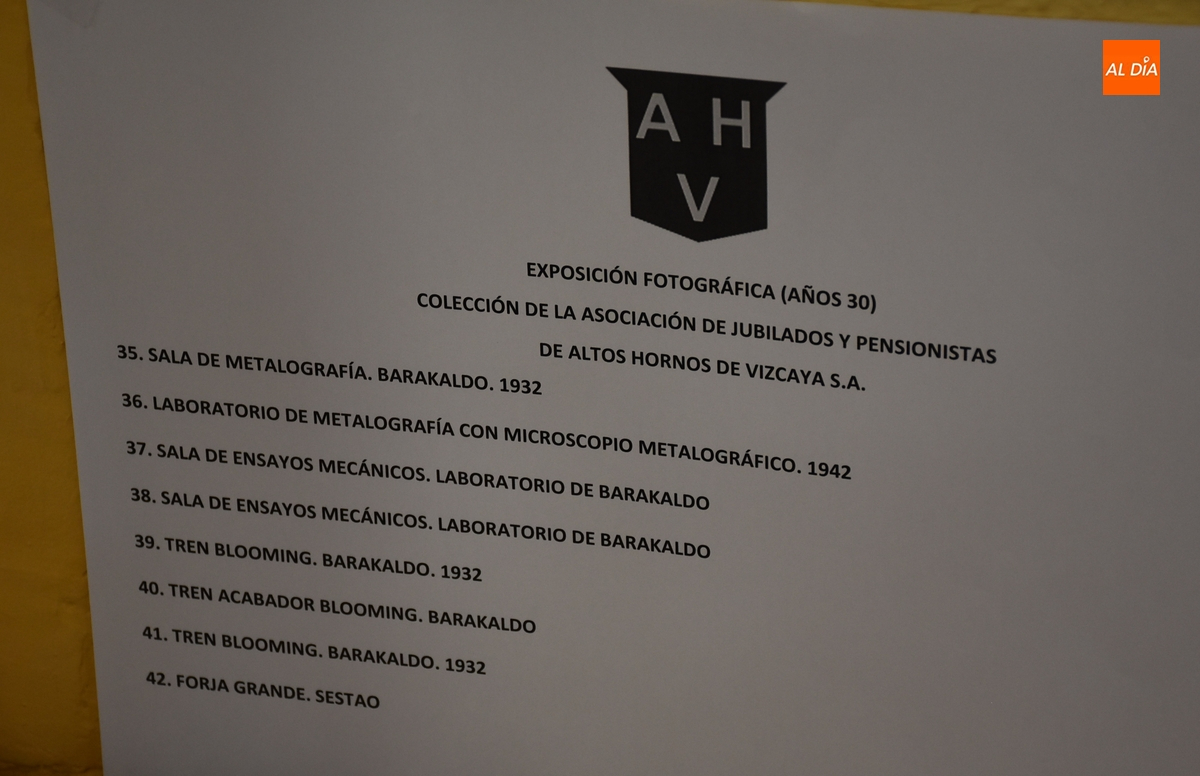 AL DÍA
A H
V
EXPOSICIÓN FOTOGRÁFICA (AÑOS 30)
COLECCIÓN DE LA ASOCIACIÓN DE JUBILADOS Y PENSIONISTAS
DE ALTOS HORNOS DE VIZCAYA S.A.
35. SALA DE METALOGRAFÍA. BARAKALDO. 1932
36. LABORATORIO DE METALOGRAFÍA CON MICROSCOPIO METALOGRÁFICO. 1942
37. SALA DE ENSAYOS MECÁNICOS. LABORATORIO DE BARAKALDO
38. SALA DE ENSAYOS MECÁNICOS. LABORATORIO DE BARAKALDO
39. TREN BLOOMING. BARAKALDO. 1932
40. TREN ACABADOR BLOOMING. BARAKALDO
41. TREN BLOOMING. BARAKALDO. 1932
42. FORJA GRANDE. SESTAO